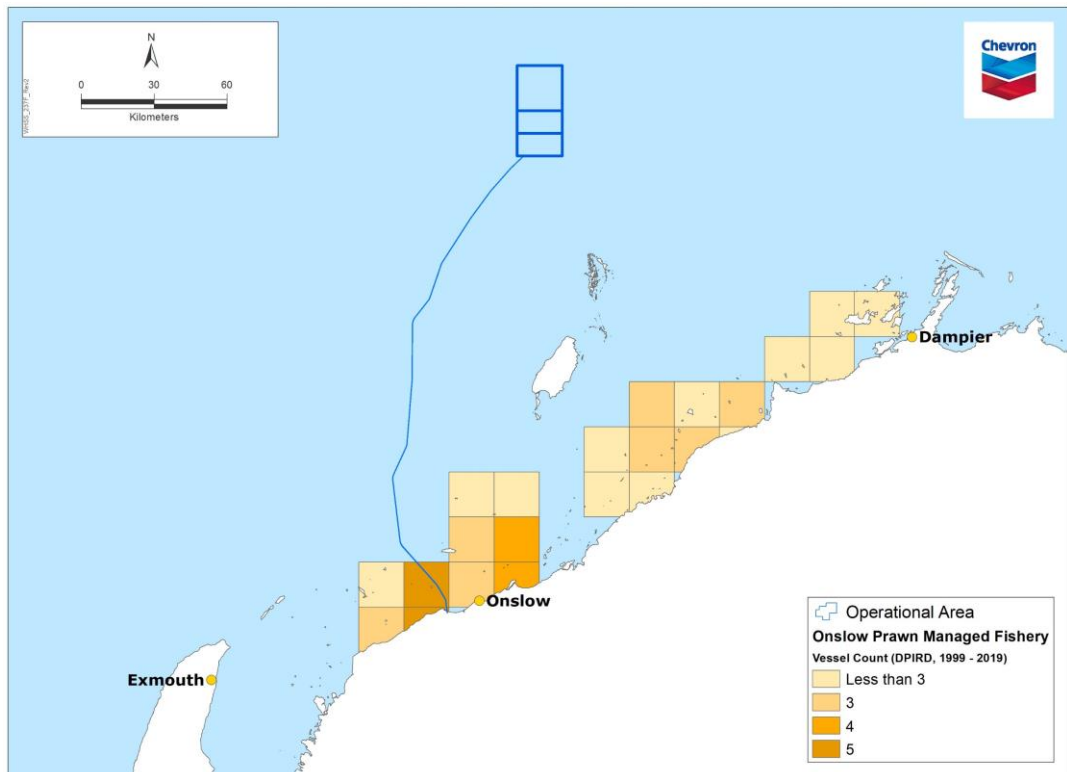 N
0 30 60
Kilometers
WHSS_237F_Rev2
Chevron
Dampier
Onslow
Exmouth
Operational Area
Onslow Prawn Managed Fishery
Vessel Count (DPIRD, 1999 - 2019)
Less than 3
3
4
5